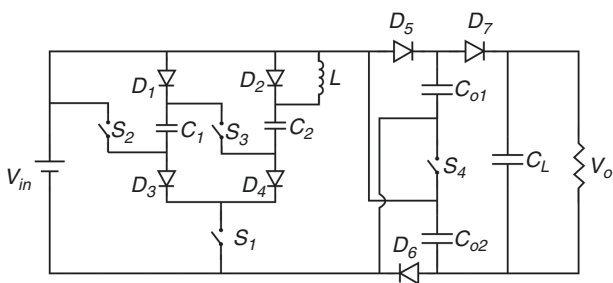 D5 D7
D1 D2 L
Co1
S2 C1 S3 C2
Vin D3 D4 S4 CL Vo
S1 D6 Co2